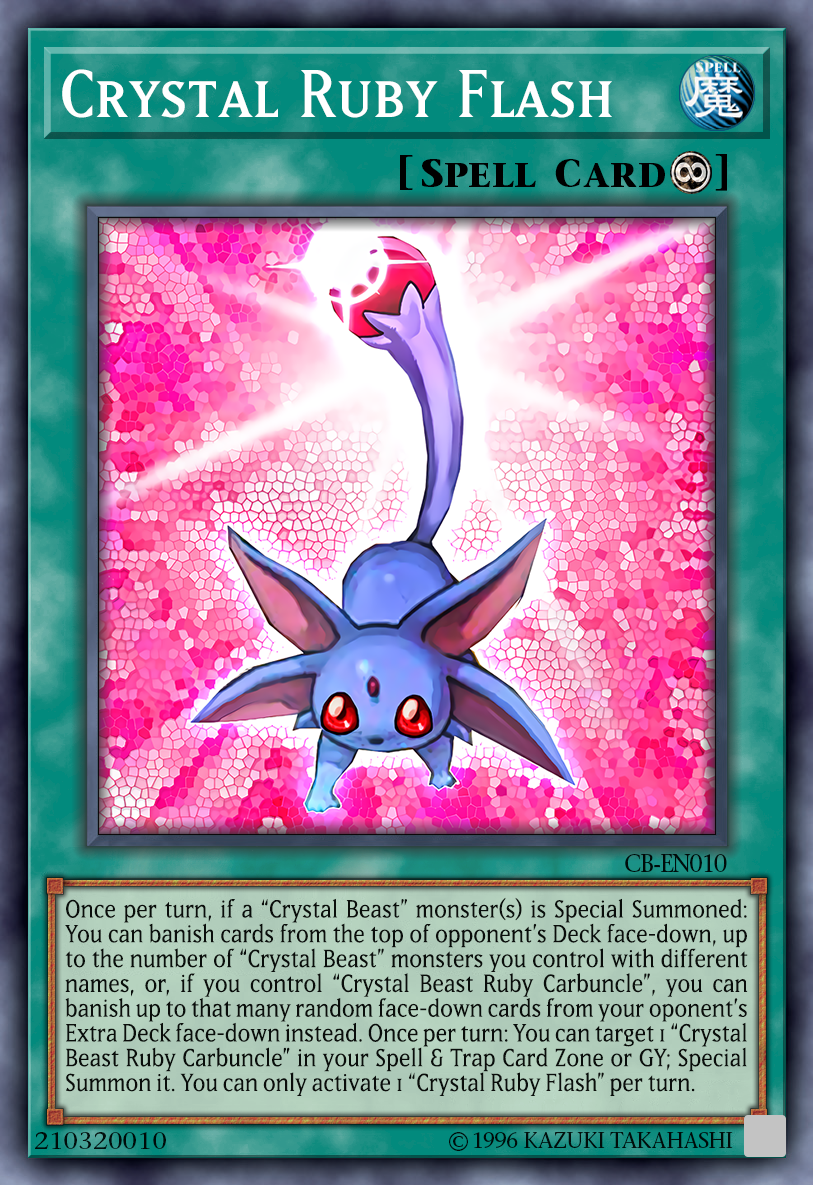 CRYSTAL RUBY FLASH
SPELL
魔
[SPELL CARD♾]
CB-EN010
Once per turn, if a “Crystal Beast” monster(s) is Special Summoned:
You can banish cards from the top of opponent’s Deck face-down, up
to the number of “Crystal Beast” monsters you control with different
names, or, if you control “Crystal Beast Ruby Carbuncle”, you can
banish up to that many random face-down cards from your oponent’s
Extra Deck face-down instead. Once per turn: You can target 1 “Crystal
Beast Ruby Carbuncle” in your Spell & Trap Card Zone or GY; Special
Summon it. You can only activate 1 “Crystal Ruby Flash” per turn.
210320010
© 1996 KAZUKI TAKAHASHI